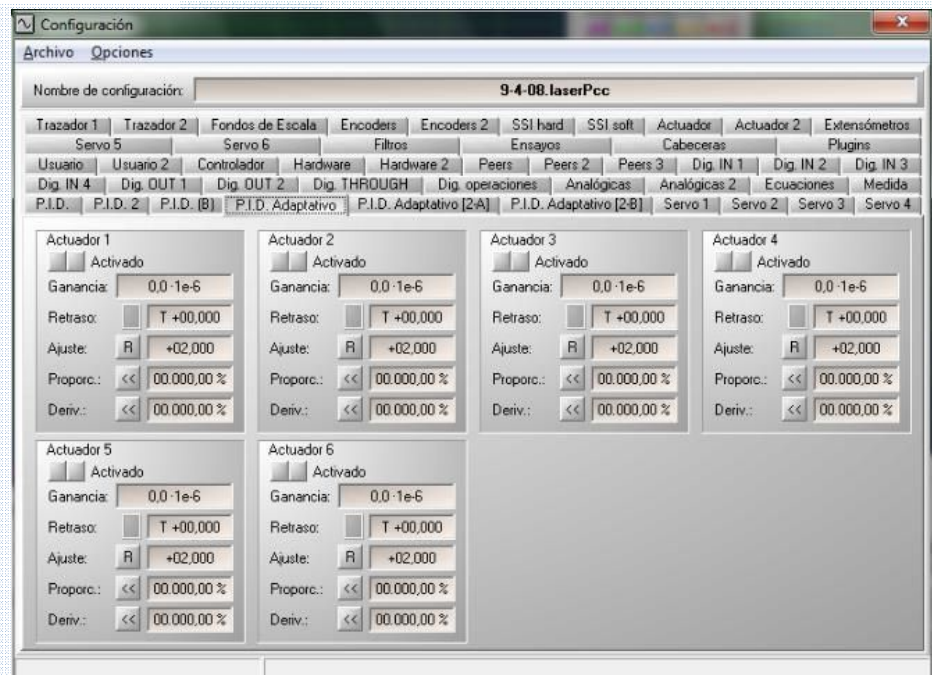 Configuración
Archivo Opciones
Nombre de configuración: 9-4-08.laserPcc
Trazador 1 Trazador 2 Fondos de Escala Encoders Encoders 2 SSI hard SSI soft Actuador Actuador 2 Extensómetros
Servo 5 Servo 6 Filtros Ensayos Cabeceras Plugins
Usuario Usuario 2 Controlador Hardware Hardware 2 Peers Peers 2 Peers 3 Dig. IN 1 Dig. IN 2 Dig. IN 3
Dig. IN 4 Dig. OUT 1 Dig. OUT 2 Dig. THROUGH Dig. operaciones Analógicas Analógicas 2 Ecuaciones Medida
P.I.D. P.I.D. 2 P.I.D. (B) P.I.D. Adaptativo P.I.D. Adaptativo [2-A] P.I.D. Adaptativo [2-B] Servo 1 Servo 2 Servo 3 Servo 4
Actuador 1
Activado
Ganancia: 0,0·1e-6
Retraso: T +00,000
Ajuste: R +02,000
Proporc.: << 00.000,00 %
Deriv.: << 00.000,00 %
Actuador 2
Activado
Ganancia: 0,0·1e-6
Retraso: T +00,000
Ajuste: R +02,000
Proporc.: << 00.000,00 %
Deriv.: << 00.000,00 %
Actuador 3
Activado
Ganancia: 0,0·1e-6
Retraso: T +00,000
Ajuste: R +02,000
Proporc.: << 00.000,00 %
Deriv.: << 00.000,00 %
Actuador 4
Activado
Ganancia: 0,0·1e-6
Retraso: T +00,000
Ajuste: R +02,000
Proporc.: << 00.000,00 %
Deriv.: << 00.000,00 %
Actuador 5
Activado
Ganancia: 0,0·1e-6
Retraso: T +00,000
Ajuste: R +02,000
Proporc.: << 00.000,00 %
Deriv.: << 00.000,00 %
Actuador 6
Activado
Ganancia: 0,0·1e-6
Retraso: T +00,000
Ajuste: R +02,000
Proporc.: << 00.000,00 %
Deriv.: << 00.000,00 %